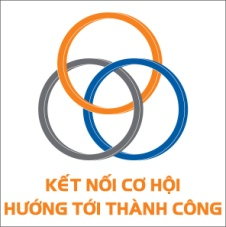 KẾT NỐI CƠ HỘI
HƯỚNG TỚI THÀNH CÔNG